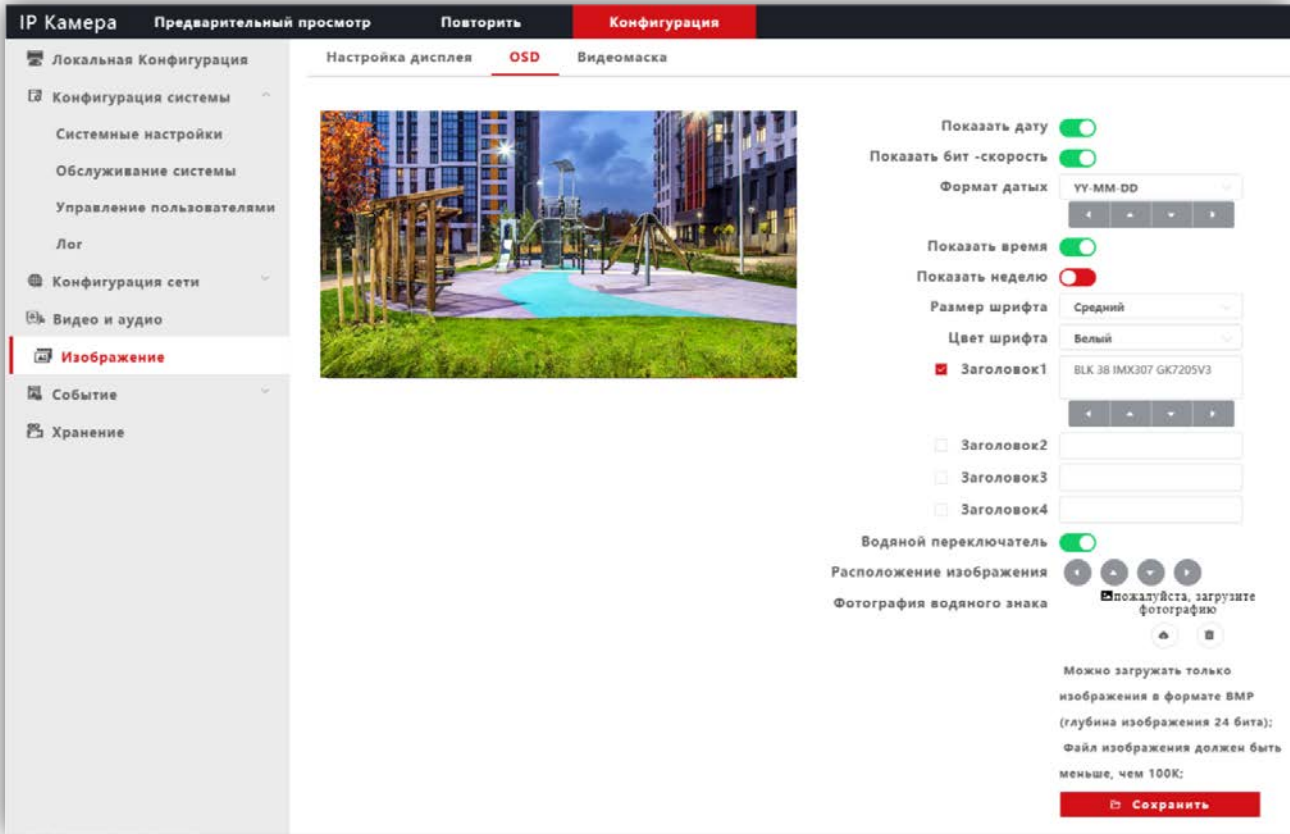 IP Камера Предварительный просмотр Повторить Конфигурация
Локальная Конфигурация
Конфигурация системы
Системные настройки
Обслуживание системы
Управление пользователями
Лог
Конфигурация сети
Видео и аудио
Изображение
Событие
Хранение
Настройка дисплея OSD Видеомаска
Показать дату
Показать бит -скорость
Формат датых YY-MM-DD
Показать время
Показать неделю
Размер шрифта Средний
Цвет шрифта Белый
Заголовок1 BLK 38 IMX307 GK7205V3
Заголовок2
Заголовок3
Заголовок4
Водяной переключатель
Расположение изображения
Фотография водяного знака пожалуйста, загрузите
фотографию
Можно загружать только
изображения в формате BMP
(глубина изображения 24 бита);
Файл изображения должен быть
меньше, чем 100K;
Сохранить